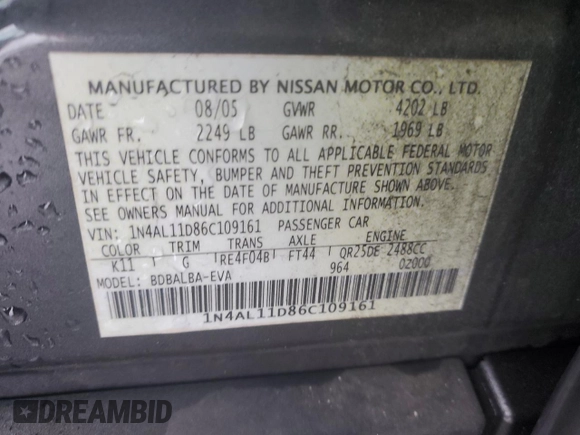 MANUFACTURED BY NISSAN MOTOR CO., LTD.
DATE 08/05 GVWR 4202 LB
GAWR FR. 2249 LB GAWR RR. 1969 LB
THIS VEHICLE CONFORMS TO ALL APPLICABLE FEDERAL MOTOR
VEHICLE SAFETY, BUMPER AND THEFT PREVENTION STANDARDS
IN EFFECT ON THE DATE OF MANUFACTURE SHOWN ABOVE.
SEE OWNERS MANUAL FOR ADDITIONAL INFORMATION.
VIN: 1N4AL11D86C109161 PASSENGER CAR
COLOR TRIM TRANS AXLE ENGINE
K11 G RE4F04B FT44 QR25DE 2488CC
MODEL: BDBALBA-EVA 964 02000
1N4AL11D86C109161
DREAMBID